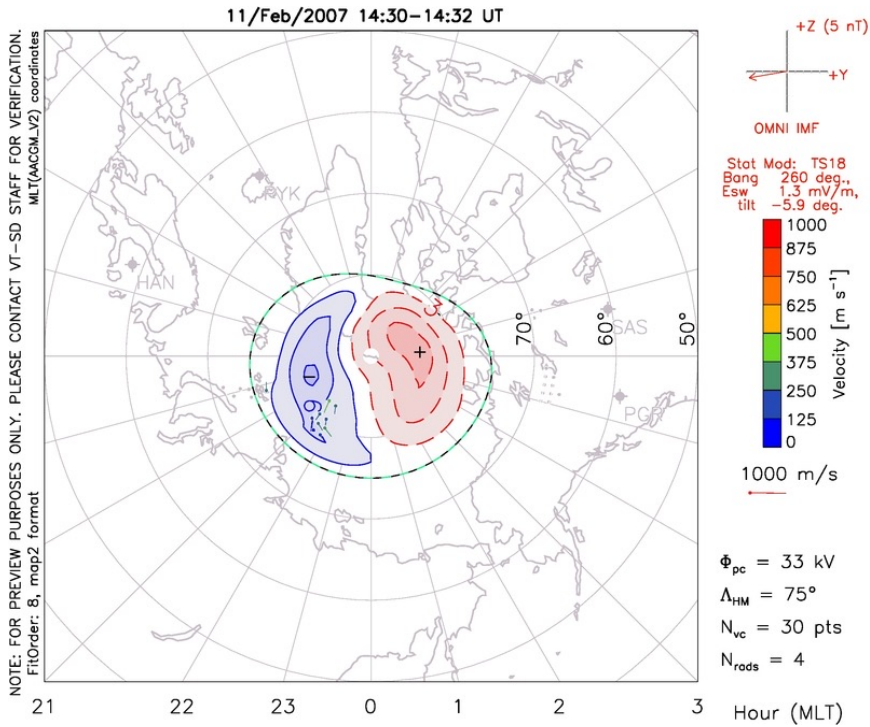 11/Feb/2007 14:30-14:32 UT
NOTE: FOR PREVIEW PURPOSES ONLY. PLEASE CONTACT VT-SD STAFF FOR VERIFICATION.
FitOrder: 8, map2 format
MLT(AACGM_V2) coordinates
RYK
HAN
SAS
PGR
70°
60°
50°
+
3
9
+Z (5 nT)
+Y
OMNI IMF
Stat Mod: TS18
Bang 260 deg.,
Esw 1.3 mV/m,
tilt -5.9 deg.
1000
875
750
625
500
375
250
125
0
Velocity [m s⁻¹]
1000 m/s
Φpc = 33 kV
ΛHM = 75°
Nvc = 30 pts
Nrads = 4
21 22 23 0 1 2 3
Hour (MLT)